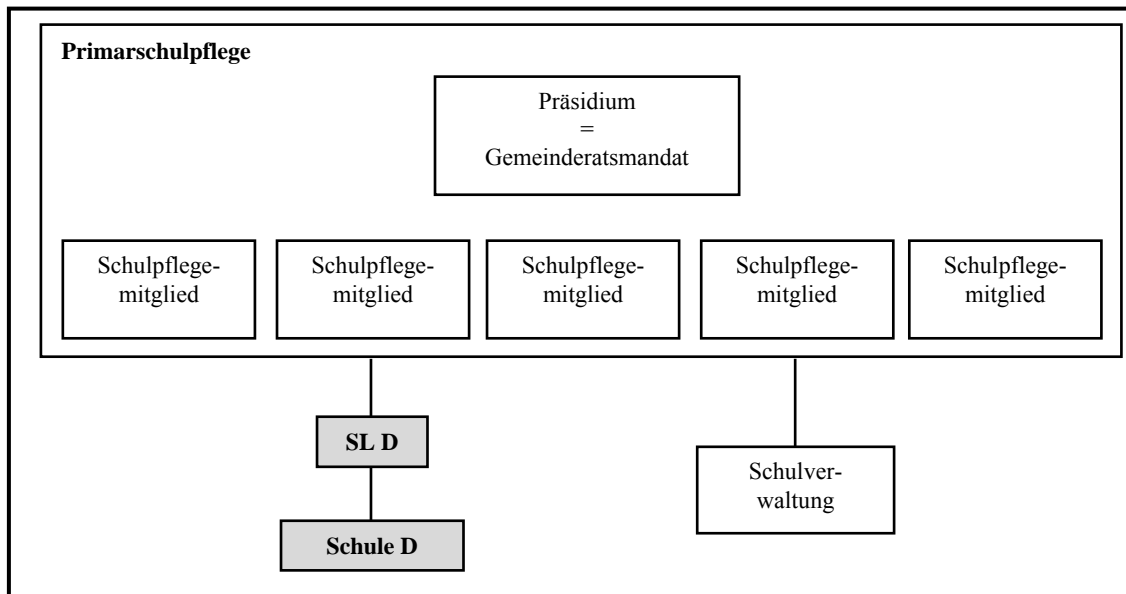 Primarschulpflege
Präsidium
=
Gemeinderatsmandat
Schulpflege-
mitglied
Schulpflege-
mitglied
Schulpflege-
mitglied
Schulpflege-
mitglied
Schulpflege-
mitglied
SL D
Schulver-
waltung
Schule D